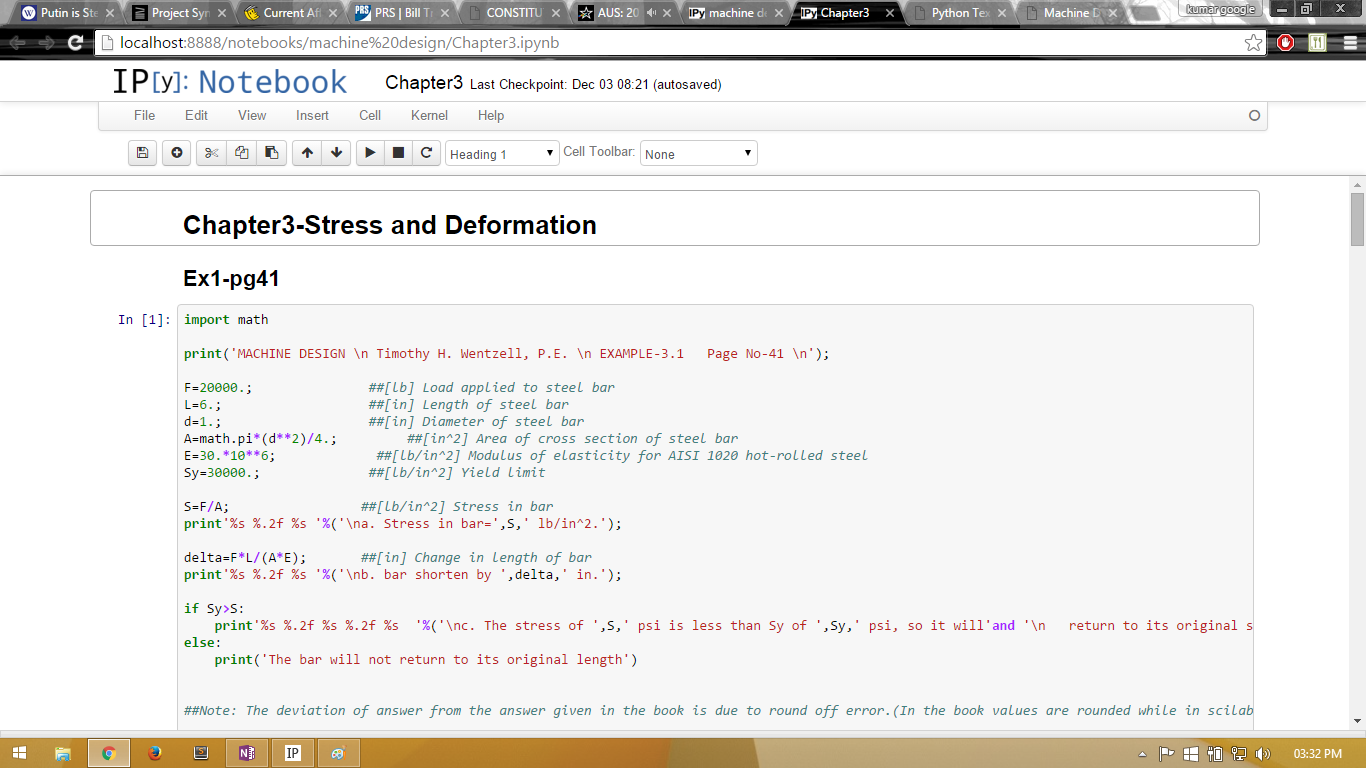 Putin is Ste
Project Syn
Current Aff
PRS | Bill T
CONSTITU
AUS: 20
IPy machine de
IPy Chapter3
Python Tex
Machine D
kumar google
localhost:8888/notebooks/machine%20design/Chapter3.ipynb
IP[y]: Notebook Chapter3 Last Checkpoint: Dec 03 08:21 (autosaved)
File Edit View Insert Cell Kernel Help
Heading 1 Cell Toolbar: None
Chapter3-Stress and Deformation
Ex1-pg41
In [1]: import math
print('MACHINE DESIGN \n Timothy H. Wentzell, P.E. \n EXAMPLE-3.1   Page No-41 \n');
F=20000.;               ##[lb] Load applied to steel bar
L=6.;                   ##[in] Length of steel bar
d=1.;                   ##[in] Diameter of steel bar
A=math.pi*(d**2)/4.;         ##[in^2] Area of cross section of steel bar
E=30.*10**6;             ##[lb/in^2] Modulus of elasticity for AISI 1020 hot-rolled steel
Sy=30000.;              ##[lb/in^2] Yield limit
S=F/A;                 ##[lb/in^2] Stress in bar
print'%s %.2f %s '%('\na. Stress in bar=',S,' lb/in^2.');
delta=F*L/(A*E);       ##[in] Change in length of bar
print'%s %.2f %s '%('\nb. bar shorten by ',delta,' in.');
if Sy>S:
    print'%s %.2f %s %.2f %s  '%('\nc. The stress of ',S,' psi is less than Sy of ',Sy,' psi, so it will'and '\n   return to its original s
else:
    print('The bar will not return to its original length')
##Note: The deviation of answer from the answer given in the book is due to round off error.(In the book values are rounded while in scilab
IP
03:32 PM